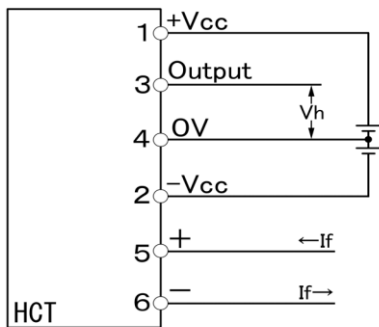 1 +Vcc
3 Output
Vh
4 0V
2 −Vcc
5 + ←If
6 − If→
HCT